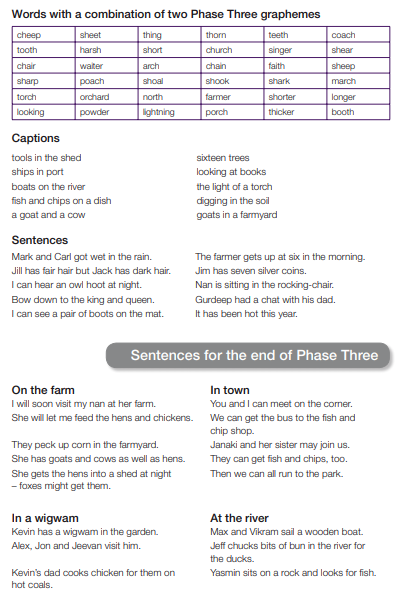 Words with a combination of two Phase Three graphemes
cheep sheet thing thorn teeth coach
tooth harsh short church singer shear
chair waiter arch chain faith sheep
sharp poach shoal shook shark march
torch orchard north farmer shorter longer
looking powder lightning porch thicker booth
Captions
tools in the shed
ships in port
boats on the river
fish and chips on a dish
a goat and a cow
sixteen trees
looking at books
the light of a torch
digging in the soil
goats in a farmyard
Sentences
Mark and Carl got wet in the rain.
Jill has fair hair but Jack has dark hair.
I can hear an owl hoot at night.
Bow down to the king and queen.
I can see a pair of boots on the mat.
The farmer gets up at six in the morning.
Jim has seven silver coins.
Nan is sitting in the rocking-chair.
Gurdeep had a chat with his dad.
It has been hot this year.
Sentences for the end of Phase Three
On the farm
I will soon visit my nan at her farm.
She will let me feed the hens and chickens.
They peck up corn in the farmyard.
She has goats and cows as well as hens.
She gets the hens into a shed at night
– foxes might get them.
In town
You and I can meet on the corner.
We can get the bus to the fish and
chip shop.
Janaki and her sister may join us.
They can get fish and chips, too.
Then we can all run to the park.
In a wigwam
Kevin has a wigwam in the garden.
Alex, Jon and Jeevan visit him.
Kevin's dad cooks chicken for them on
hot coals.
At the river
Max and Vikram sail a wooden boat.
Jeff chucks bits of bun in the river for
the ducks.
Yasmin sits on a rock and looks for fish.